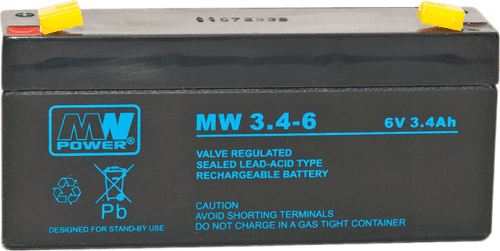 MW
POWER®
MW 3.4-6
6V 3.4Ah
VALVE REGULATED
SEALED LEAD-ACID TYPE
RECHARGEABLE BATTERY
Pb
DESIGNED FOR STAND-BY USE
CAUTION:
AVOID SHORTING TERMINALS
DO NOT CHARGE IN A GAS TIGHT CONTAINER